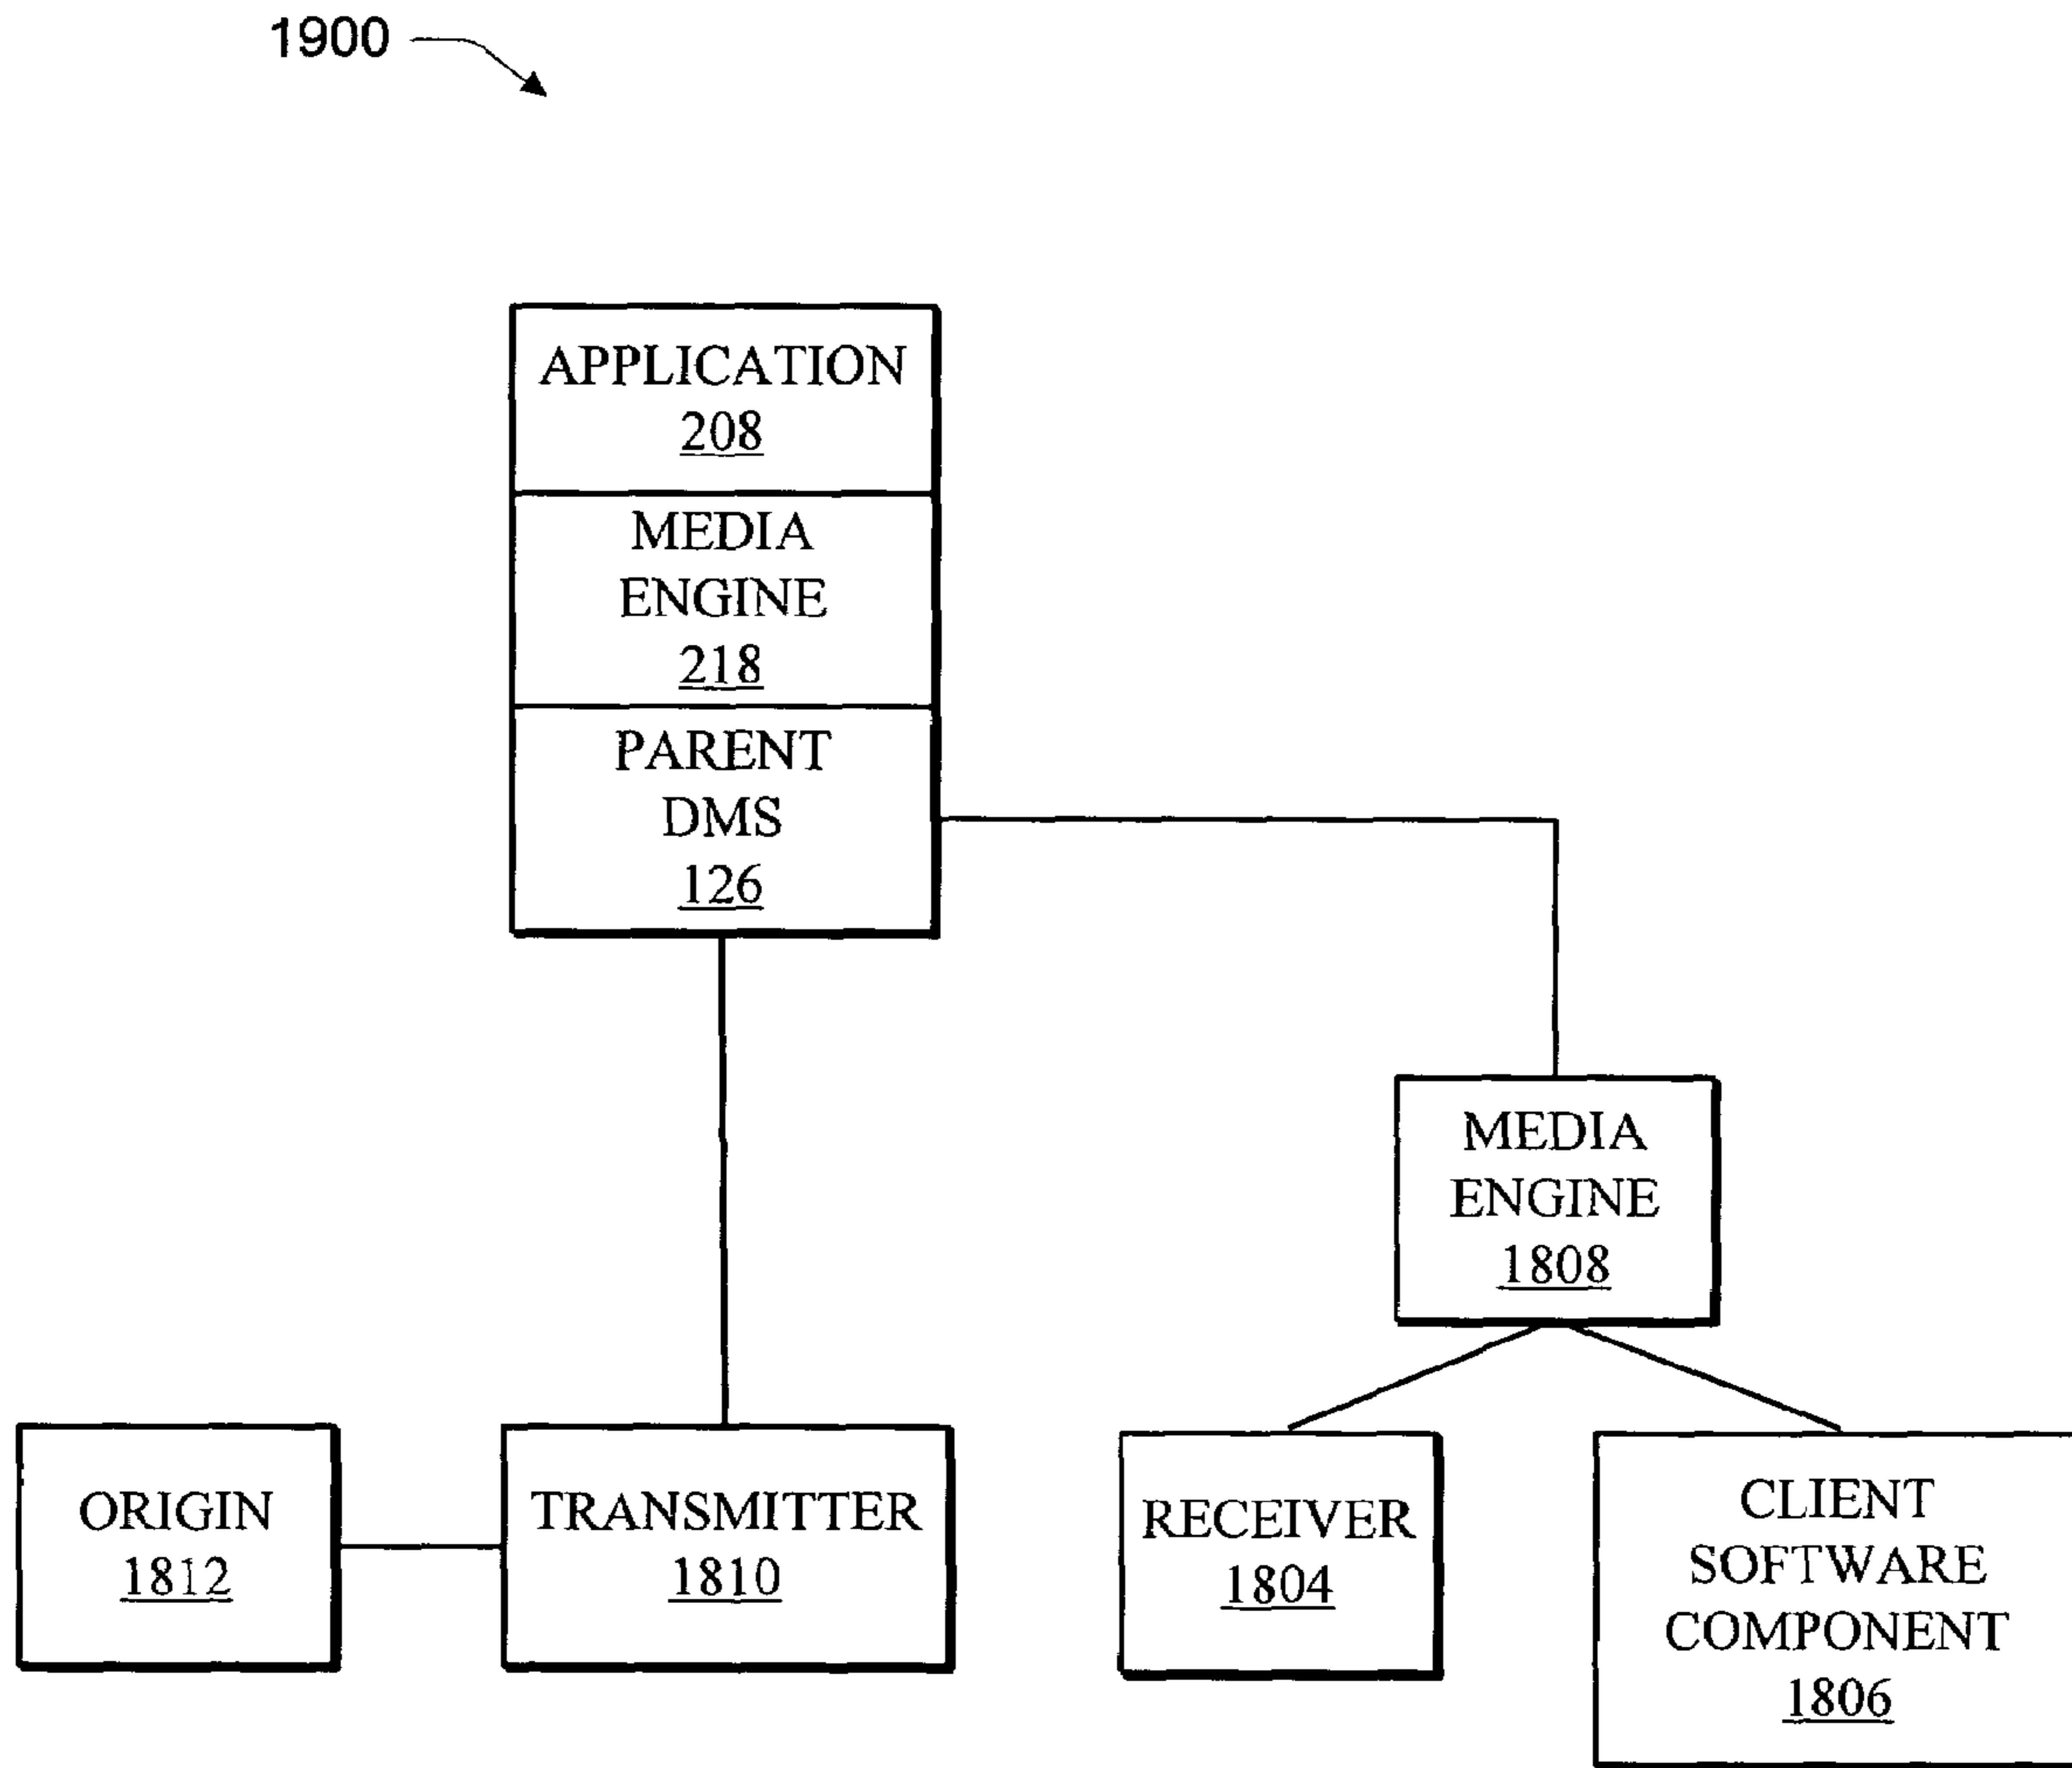 1900
APPLICATION
208
MEDIA
ENGINE
218
PARENT
DMS
126
MEDIA
ENGINE
1808
ORIGIN
1812
TRANSMITTER
1810
RECEIVER
1804
CLIENT
SOFTWARE
COMPONENT
1806